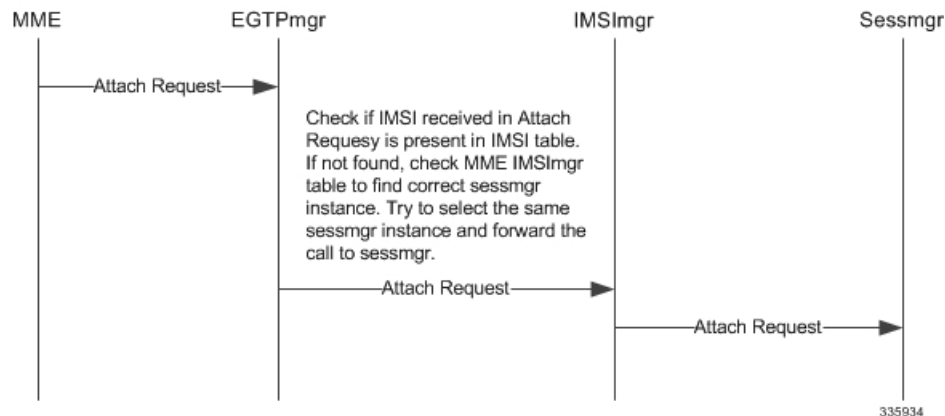 MME EGTPmgr IMSImgr Sessmgr
Attach Request
Check if IMSI received in Attach
Requesy is present in IMSI table.
If not found, check MME IMSImgr
table to find correct sessmgr
instance. Try to select the same
sessmgr instance and forward the
call to sessmgr.
Attach Request
Attach Request
335934